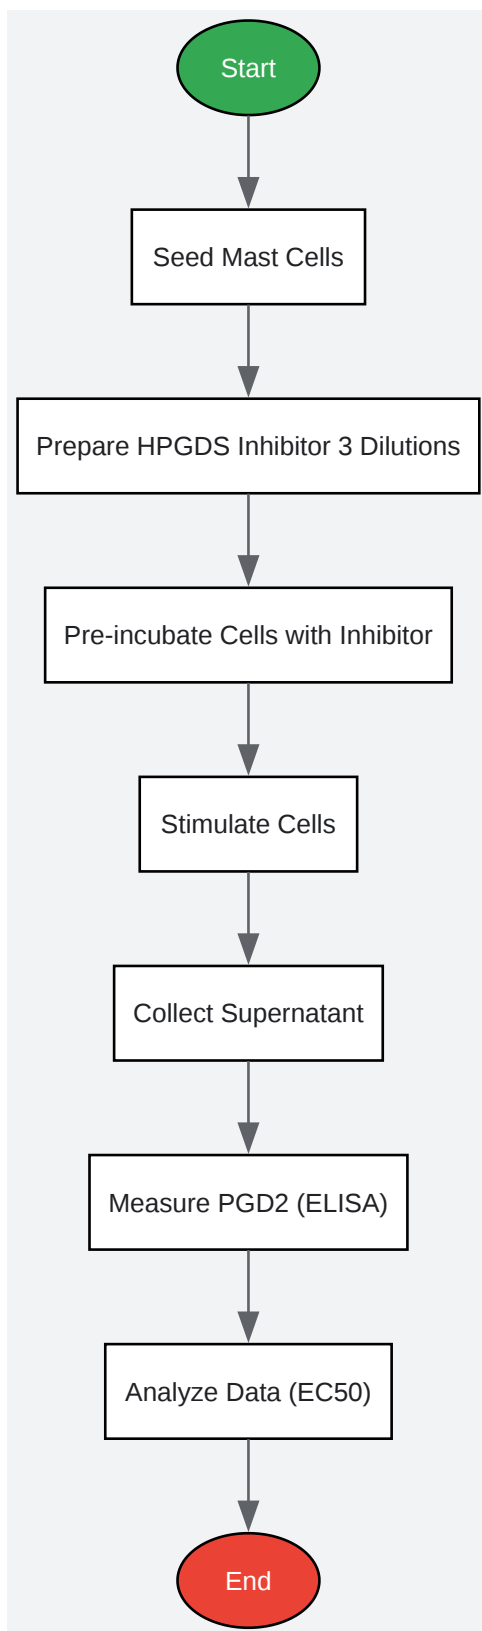 Start
Seed Mast Cells
Prepare HPGDS Inhibitor 3 Dilutions
Pre-incubate Cells with Inhibitor
Stimulate Cells
Collect Supernatant
Measure PGD2 (ELISA)
Analyze Data (EC50)
End